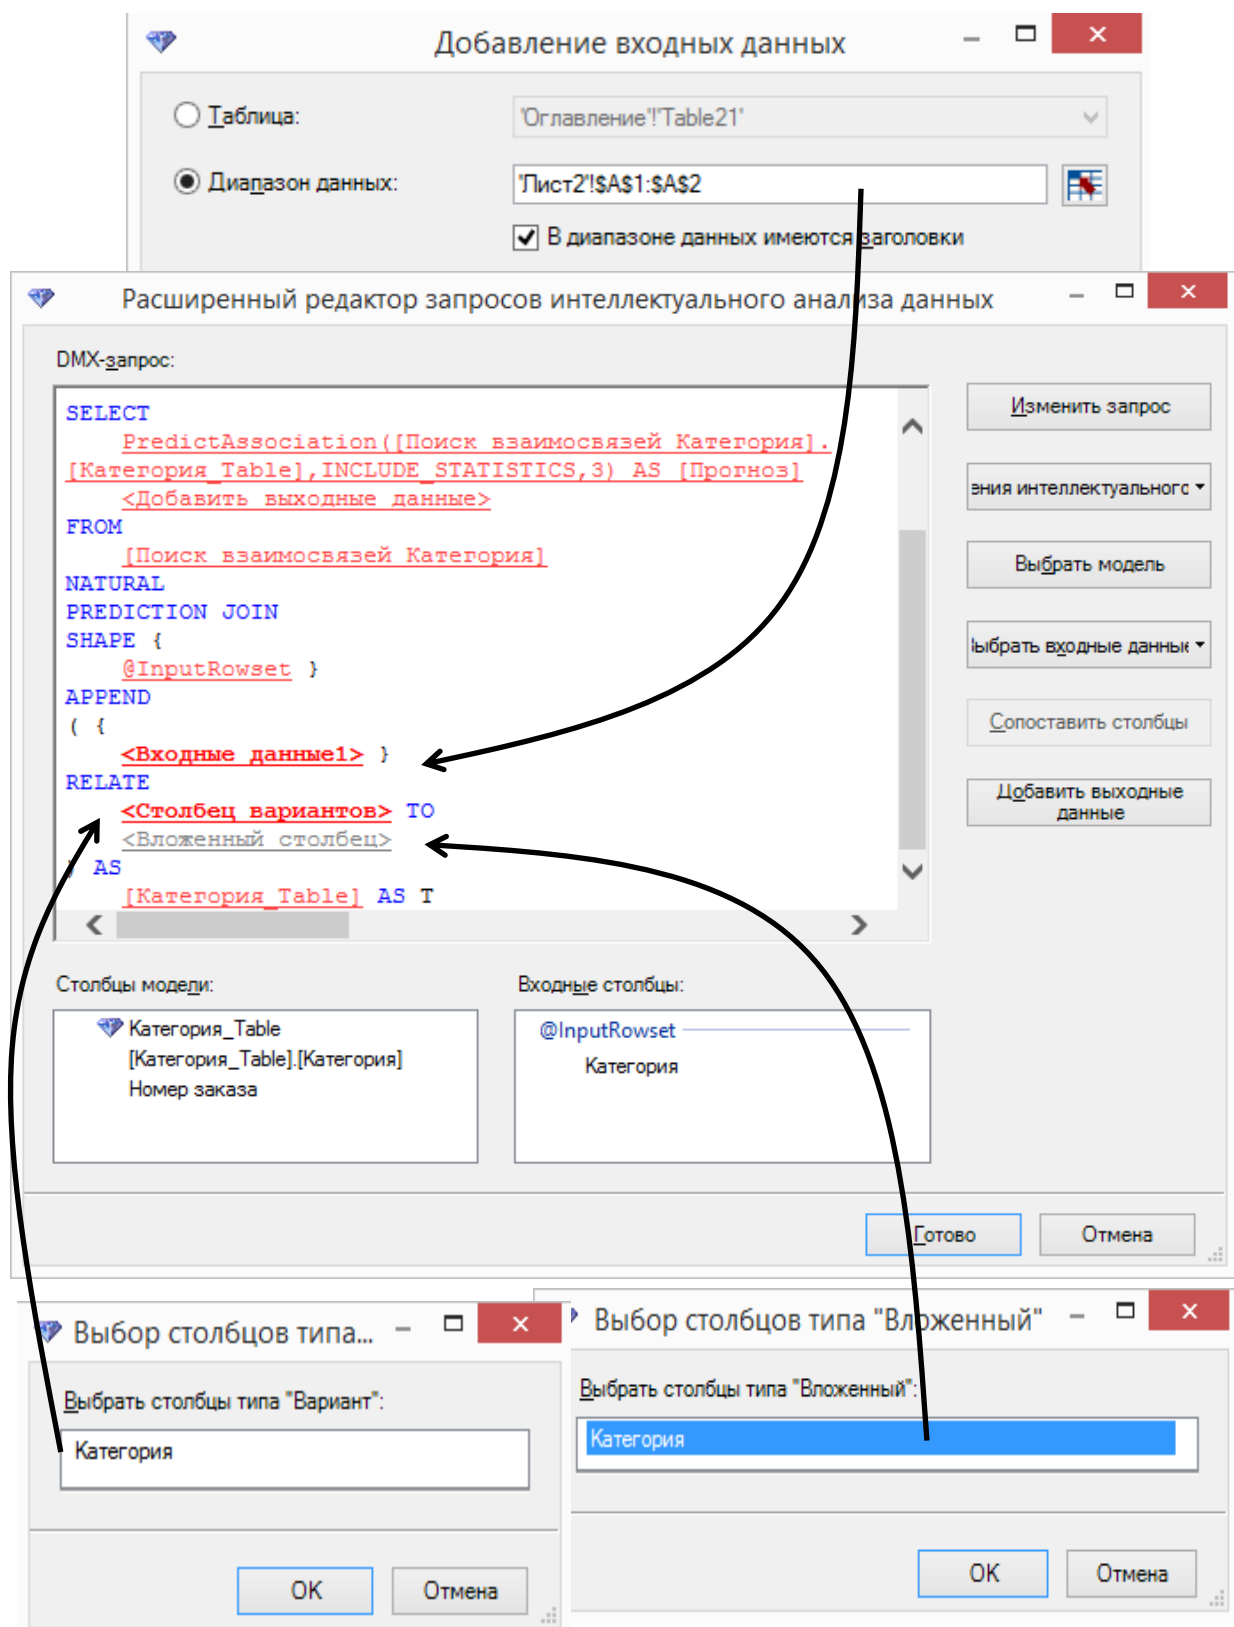 Добавление входных данных
Таблица:
'Оглавление'!'Table21'
Диапазон данных:
'Лист2'!$A$1:$A$2
В диапазоне данных имеются заголовки
Расширенный редактор запросов интеллектуального анализа данных
DMX-запрос:
SELECT
PredictAssociation([Поиск взаимосвязей Категория].
[Категория_Table],INCLUDE_STATISTICS,3) AS [Прогноз]
<Добавить выходные данные>
FROM
[Поиск взаимосвязей Категория]
NATURAL
PREDICTION JOIN
SHAPE {
@InputRowset }
APPEND
( {
<Входные данные1> }
RELATE
<Столбец вариантов> TO
<Вложенный столбец>
) AS
[Категория_Table] AS T
Изменить запрос
ения интеллектуального
Выбрать модель
ыбрать входные данные
Сопоставить столбцы
Добавить выходные
данные
Столбцы модели:
Категория_Table
[Категория_Table].[Категория]
Номер заказа
Входные столбцы:
@InputRowset
Категория
Готово
Отмена
Выбор столбцов типа...
Выбрать столбцы типа "Вариант":
Категория
OK
Отмена
Выбор столбцов типа "Вложенный"
Выбрать столбцы типа "Вложенный":
Категория
OK
Отмена